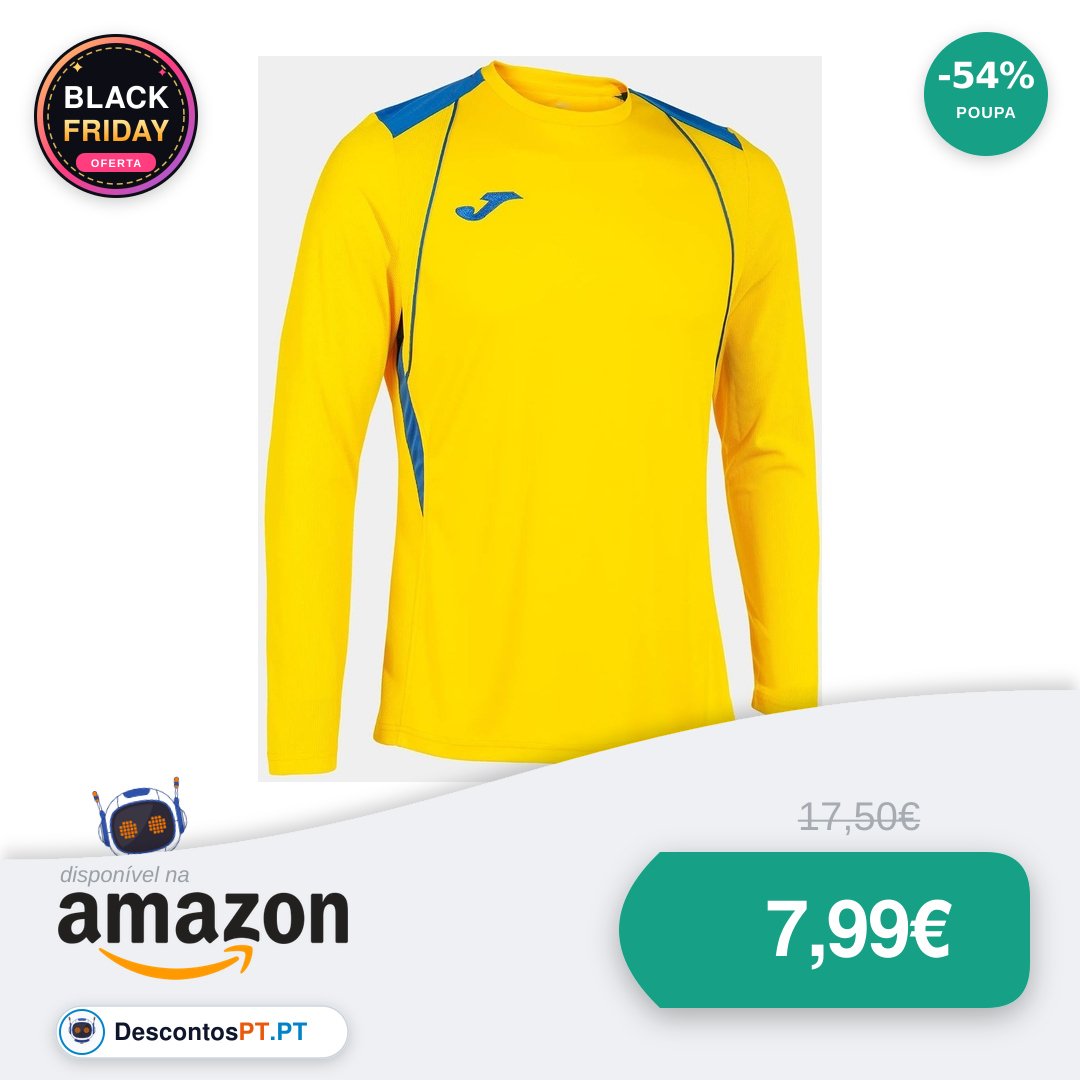 BLACK
FRIDAY
OFERTA
-54%
POUPA
17,50€
7,99€
disponível na
amazon
DescontosPT.PT